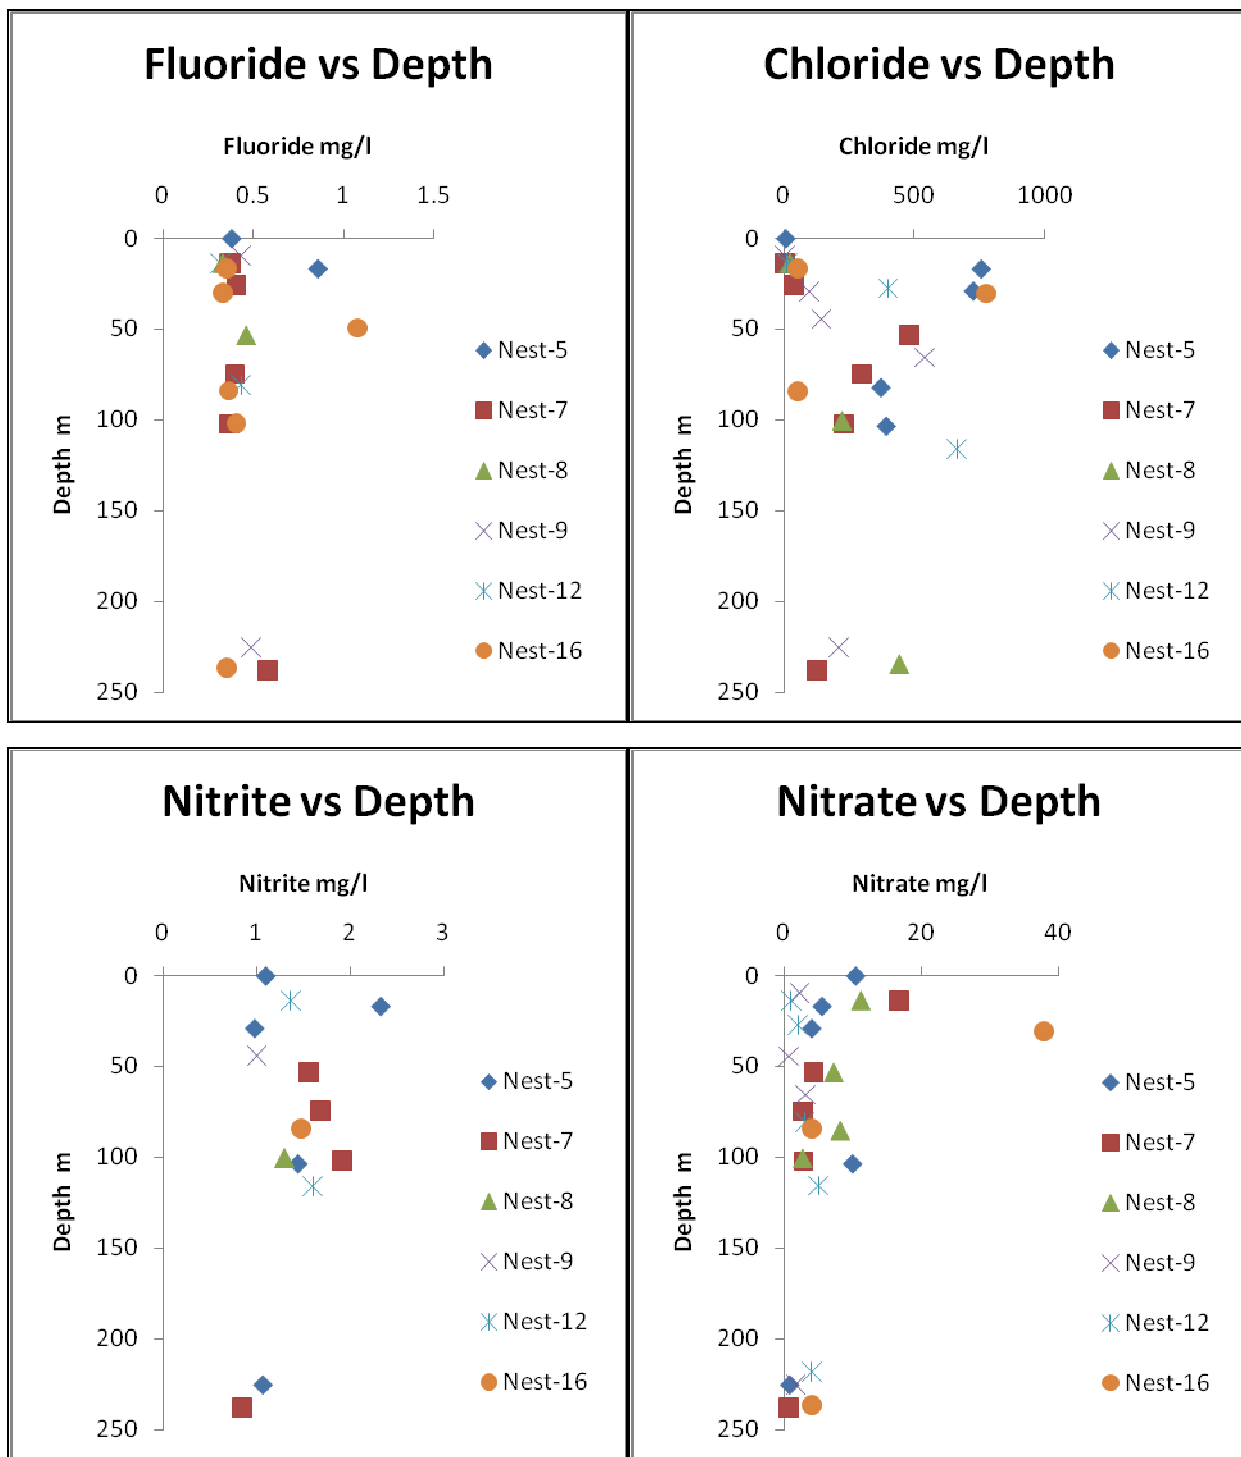 Fluoride vs Depth
Fluoride mg/l
0 0.5 1 1.5
0
50
100
150
200
250
Depth m
Nest-5
Nest-7
Nest-8
Nest-9
Nest-12
Nest-16
Chloride vs Depth
Chloride mg/l
0 500 1000
0
50
100
150
200
250
Depth m
Nest-5
Nest-7
Nest-8
Nest-9
Nest-12
Nest-16
Nitrite vs Depth
Nitrite mg/l
0 1 2 3
0
50
100
150
200
250
Depth m
Nest-5
Nest-7
Nest-8
Nest-9
Nest-12
Nest-16
Nitrate vs Depth
Nitrate mg/l
0 20 40
0
50
100
150
200
250
Depth m
Nest-5
Nest-7
Nest-8
Nest-9
Nest-12
Nest-16